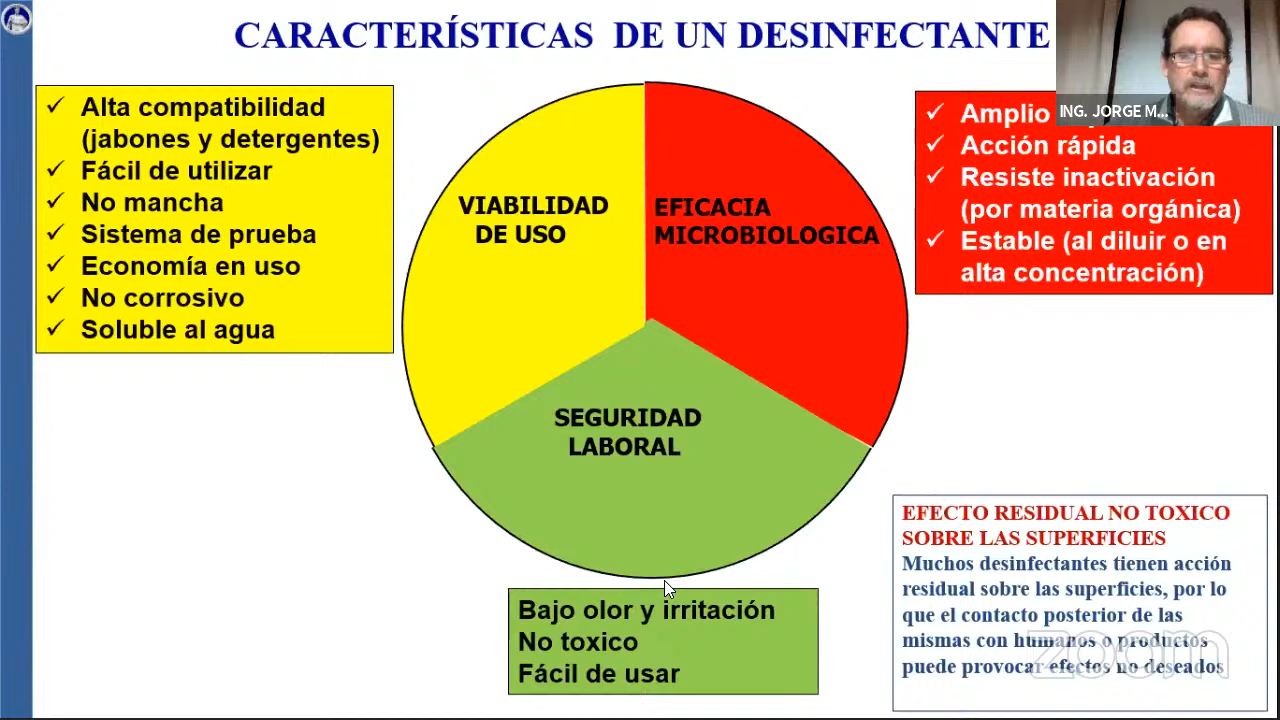 CARACTERÍSTICAS DE UN DESINFECTANTE
ING. JORGE M...
Alta compatibilidad
(jabones y detergentes)
Fácil de utilizar
No mancha
Sistema de prueba
Economía en uso
No corrosivo
Soluble al agua
VIABILIDAD
DE USO
EFICACIA
MICROBIOLOGICA
Amplio
Acción rápida
Resiste inactivación
(por materia orgánica)
Estable (al diluir o en
alta concentración)
SEGURIDAD
LABORAL
Bajo olor y irritación
No toxico
Fácil de usar
EFECTO RESIDUAL NO TOXICO
SOBRE LAS SUPERFICIES
Muchos desinfectantes tienen acción
residual sobre las superficies, por lo
que el contacto posterior de las
mismas con humanos o productos
puede provocar efectos no deseados
zoom